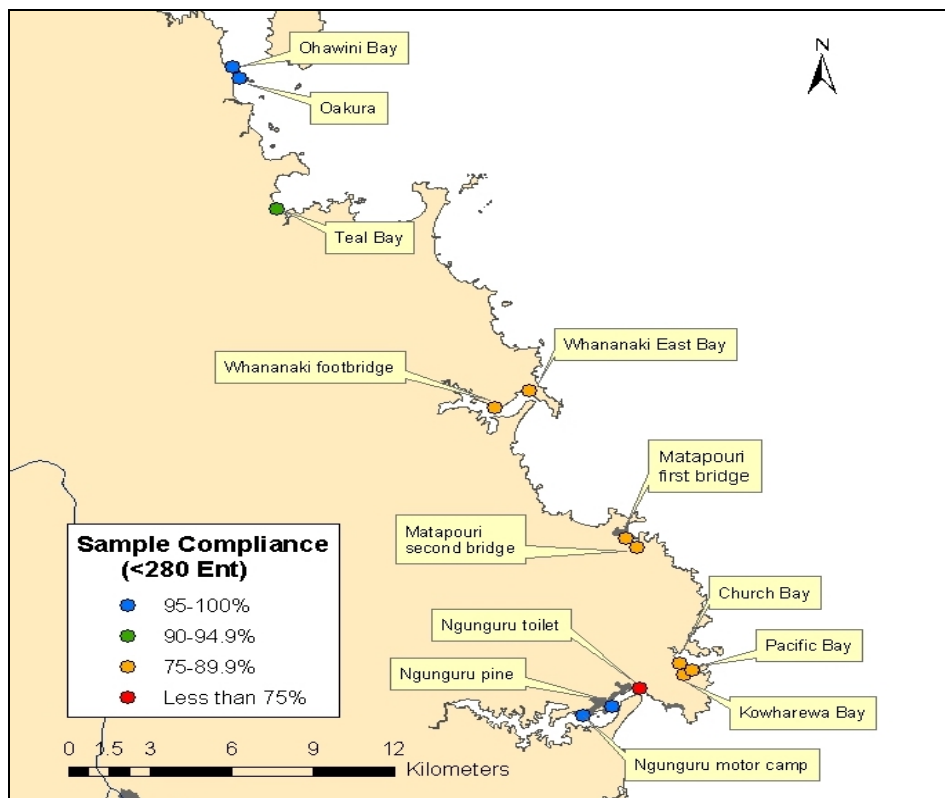 Ohawini Bay
N
Oakura
Teal Bay
Whananaki East Bay
Whananaki footbridge
Matapouri
first bridge
Matapouri
second bridge
Sample Compliance
(<280 Ent)
95-100%
90-94.9%
75-89.9%
Less than 75%
Church Bay
Ngunguru toilet
Pacific Bay
Ngunguru pine
Kowharewa Bay
Ngunguru motor camp
0 1.5 3 6 9 12
Kilometers